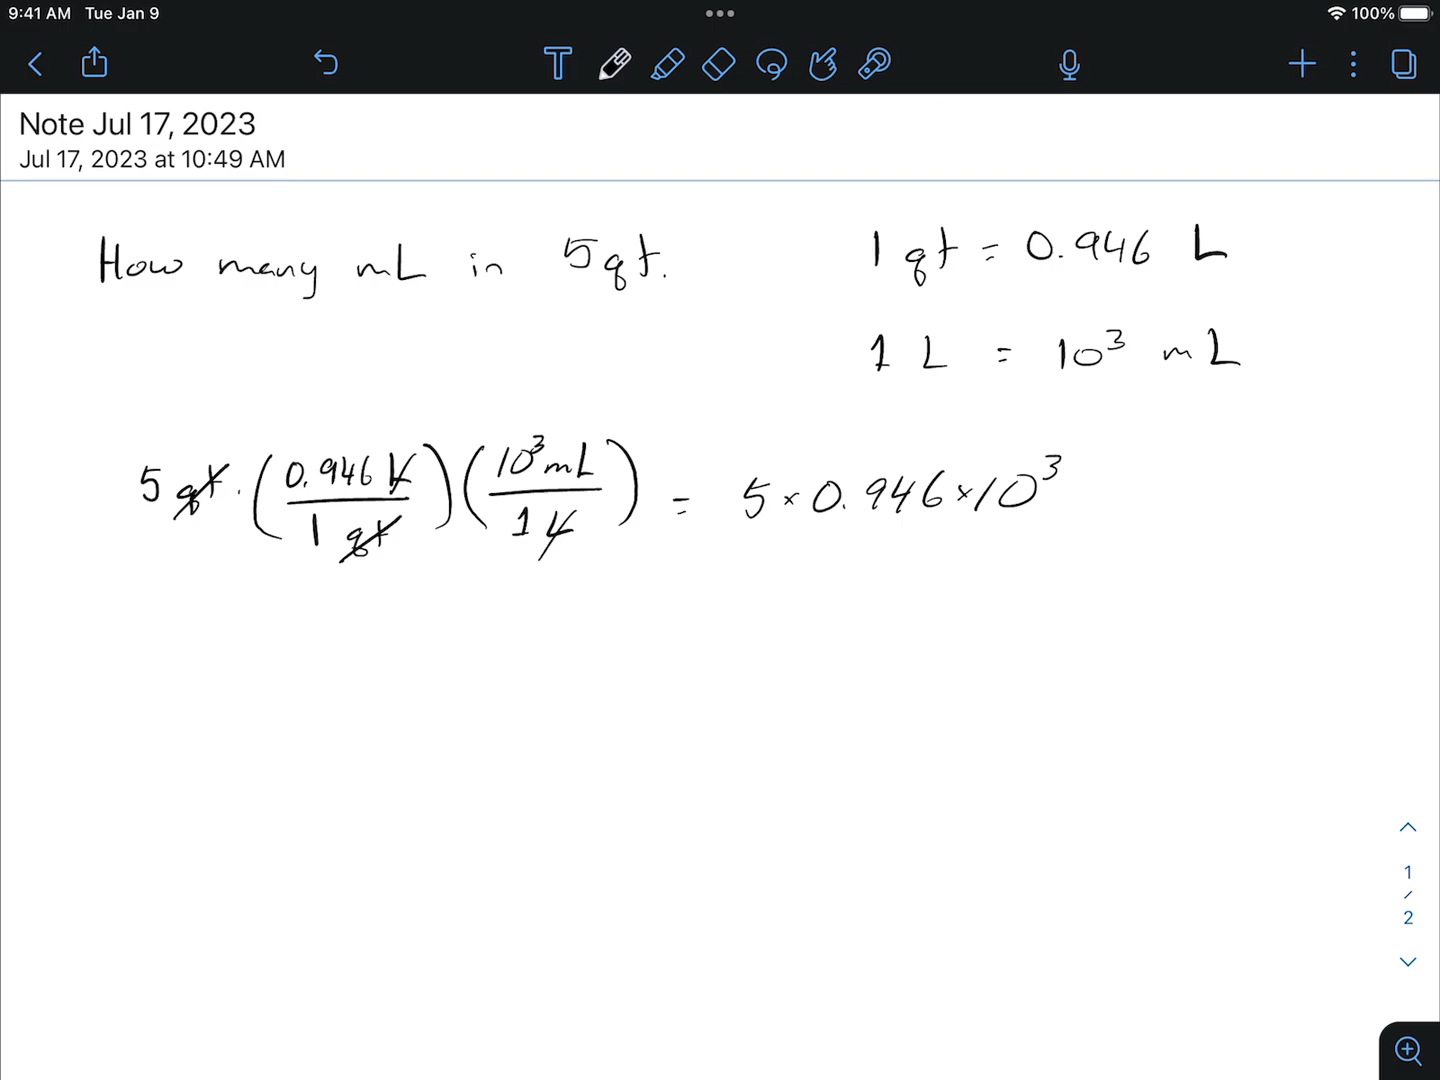 9:41 AM Tue Jan 9 100%
Note Jul 17, 2023
Jul 17, 2023 at 10:49 AM
How many mL in 5qt.
1 qt = 0.946 L
1 L = 10³ mL
5 qt · (0.946 L / 1 qt) (10³ mL / 1 L) = 5 × 0.946 × 10³
1
/
2